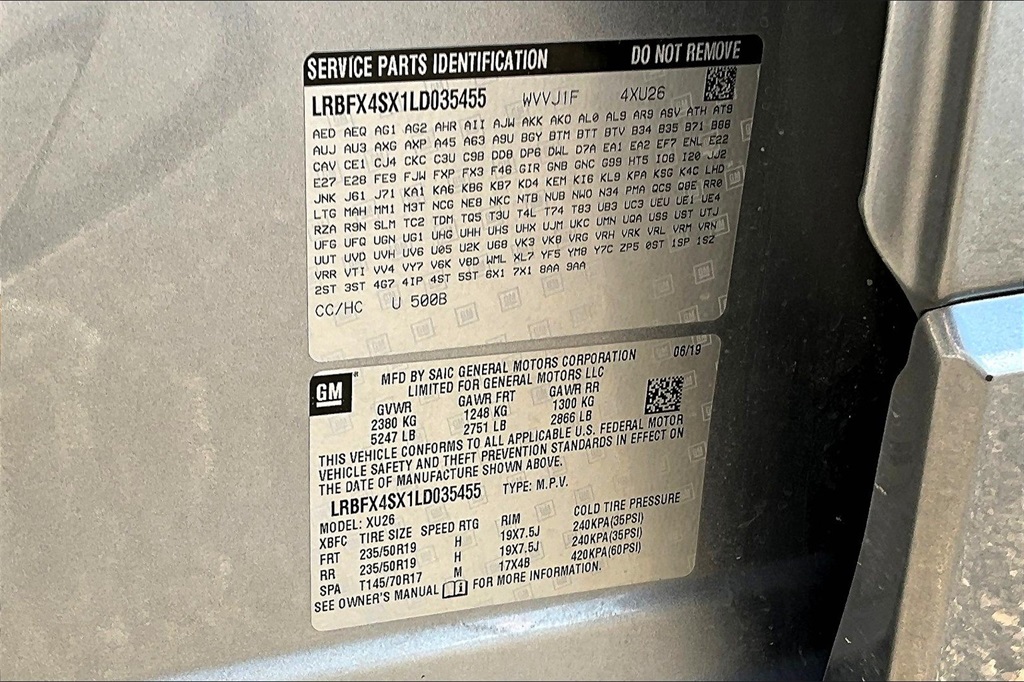 SERVICE PARTS IDENTIFICATION DO NOT REMOVE
LRBFX4SX1LD035455 WVVJ1F 4XU26
AED AEQ AG1 AG2 AHR AII AJW AKK AKO AL0 AL9 AR9 ASV ATH AT9
AUJ AU3 AXG AXP A45 A63 A9U BGY BTM BTT BTV B34 B35 B71 B88
CAV CE1 CJ4 CKC C3U C9B DD8 DP6 DWL D7A EA1 EA2 EF7 ENL E22
E27 E28 FE9 FJW FXP FX3 F46 GIR GNB GNC G99 HT5 IO8 I20 JJ2
JNK J61 J71 KA1 KA6 KB6 KB7 KD4 KEM KI6 KL9 KPA KSG K4C LHD
LTG MAH MM1 M3T NCG NE8 NKC NTB NUB NWO N34 PMA QCS Q8E RR0
RZA R9N SLM TC2 TDM TQ5 T3U T4L T74 T83 UB3 UC3 UEU UE1 UE4
UFG UFQ UGN UG1 UHG UHH UHS UHX UJM UKC UMN UQA USS UST UTJ
UUT UVD UVH UV6 U05 U2K U68 VK3 VK8 VRG VRH VRK VRL VRM VRN
VRR VTI VV4 VY7 V6K V8D WML XL7 YF5 YM8 Y7C ZP5 0ST 1SP 1SZ
2ST 3ST 4G7 4IP 4ST 5ST 6X1 7X1 8AA 9AA
CC/HC U 500B
GM
MFD BY SAIC GENERAL MOTORS CORPORATION 06/19
LIMITED FOR GENERAL MOTORS LLC
GVWR GAWR FRT GAWR RR
2380 KG 1248 KG 1300 KG
5247 LB 2751 LB 2866 LB
THIS VEHICLE CONFORMS TO ALL APPLICABLE U.S. FEDERAL MOTOR
VEHICLE SAFETY AND THEFT PREVENTION STANDARDS IN EFFECT ON
THE DATE OF MANUFACTURE SHOWN ABOVE.
LRBFX4SX1LD035455 TYPE: M.P.V.
MODEL: XU26
XBFC TIRE SIZE SPEED RTG RIM COLD TIRE PRESSURE
FRT 235/50R19 H 19X7.5J 240KPA(35PSI)
RR 235/50R19 H 19X7.5J 240KPA(35PSI)
SPA T145/70R17 M 17X4B 420KPA(60PSI)
SEE OWNER'S MANUAL FOR MORE INFORMATION.